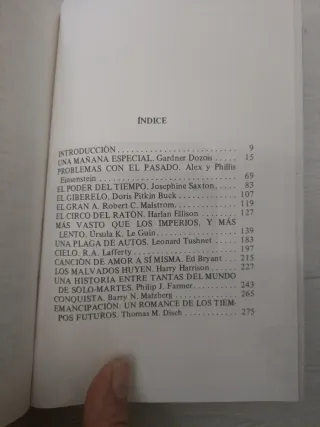 ÍNDICE
INTRODUCCIÓN . . . . . . . . . . . . . . . . . . 9
UNA MAÑANA ESPECIAL. Gardner Dozois . . 15
PROBLEMAS CON EL PASADO. Alex y Phillis
Einsenstein . . . . . . . . . . . . . . . . . . 69
EL PODER DEL TIEMPO. Josephine Saxton . . . 83
EL GIBERELO. Doris Pitkin Buck . . . . . . . 107
EL GRAN A. Robert C. Malstrom . . . . . . . 119
EL CIRCO DEL RATÓN. Harlan Ellison . . . . 127
MÁS VASTO QUE LOS IMPERIOS, Y MÁS
LENTO. Úrsula K. Le Guin . . . . . . . . . . 139
UNA PLAGA DE AUTOS. Leonard Tushnet . . 183
CIELO. R.A. Lafferty . . . . . . . . . . . . . 197
CANCIÓN DE AMOR A SÍ MISMA. Ed Bryant . . 215
LOS MALVADOS HUYEN. Harry Harrison . . . 227
UNA HISTORIA ENTRE TANTAS DEL MUNDO
DE SÓLO-MARTES. Philip J. Farmer . . . . . 243
CONQUISTA. Barry N. Malzberg . . . . . . . 265
EMANCIPACIÓN: UN ROMANCE DE LOS TIEM-
POS FUTUROS. Thomas M. Disch . . . . . . . 275